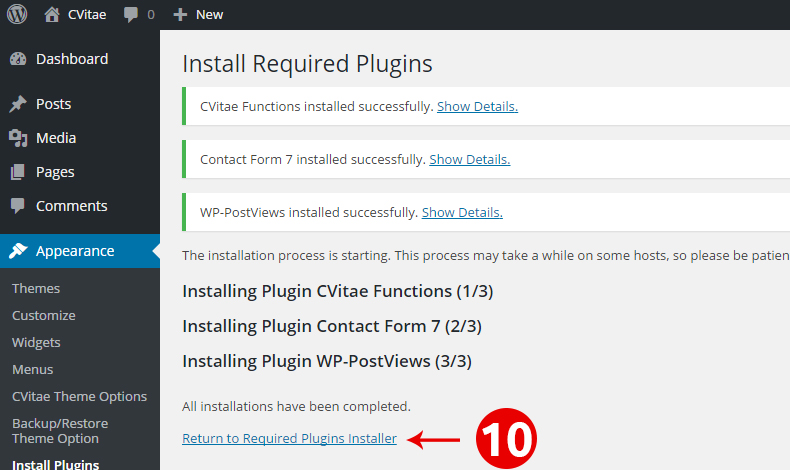 CVitae 0 New
Dashboard
Posts
Media
Pages
Comments
Appearance
Themes
Customize
Widgets
Menus
CVitae Theme Options
Backup/Restore
Theme Option
Install Plugins
Install Required Plugins
CVitae Functions installed successfully. Show Details.
Contact Form 7 installed successfully. Show Details.
WP-PostViews installed successfully. Show Details.
The installation process is starting. This process may take a while on some hosts, so please be patien
Installing Plugin CVitae Functions (1/3)
Installing Plugin Contact Form 7 (2/3)
Installing Plugin WP-PostViews (3/3)
All installations have been completed.
Return to Required Plugins Installer
10